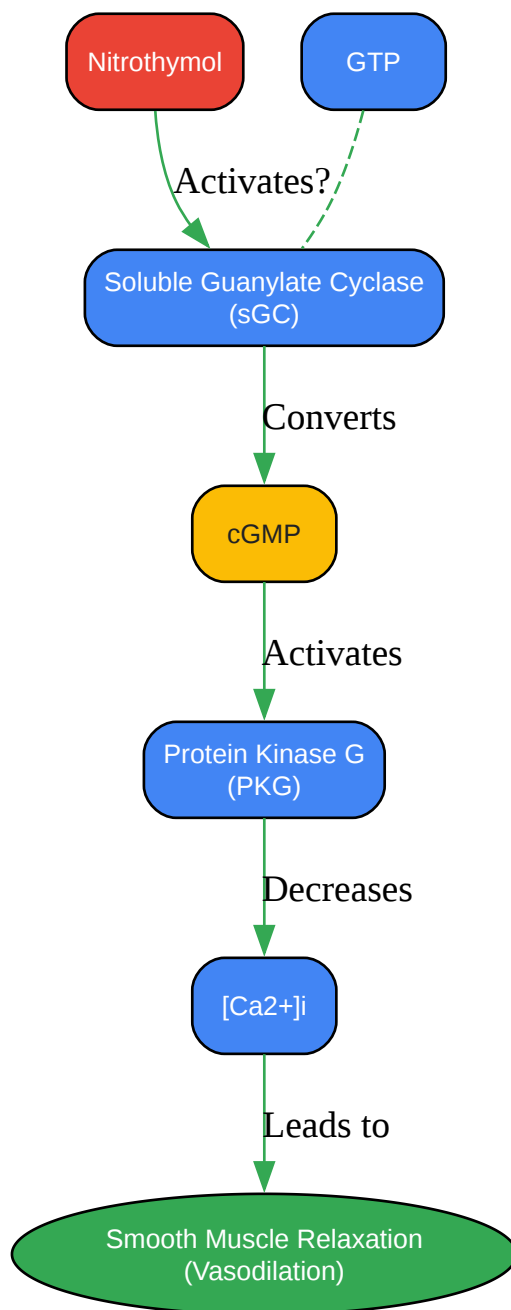 Nitrothymol
GTP
Activates?
Soluble Guanylate Cyclase
(sGC)
Converts
cGMP
Activates
Protein Kinase G
(PKG)
Decreases
[Ca2+]i
Leads to
Smooth Muscle Relaxation
(Vasodilation)